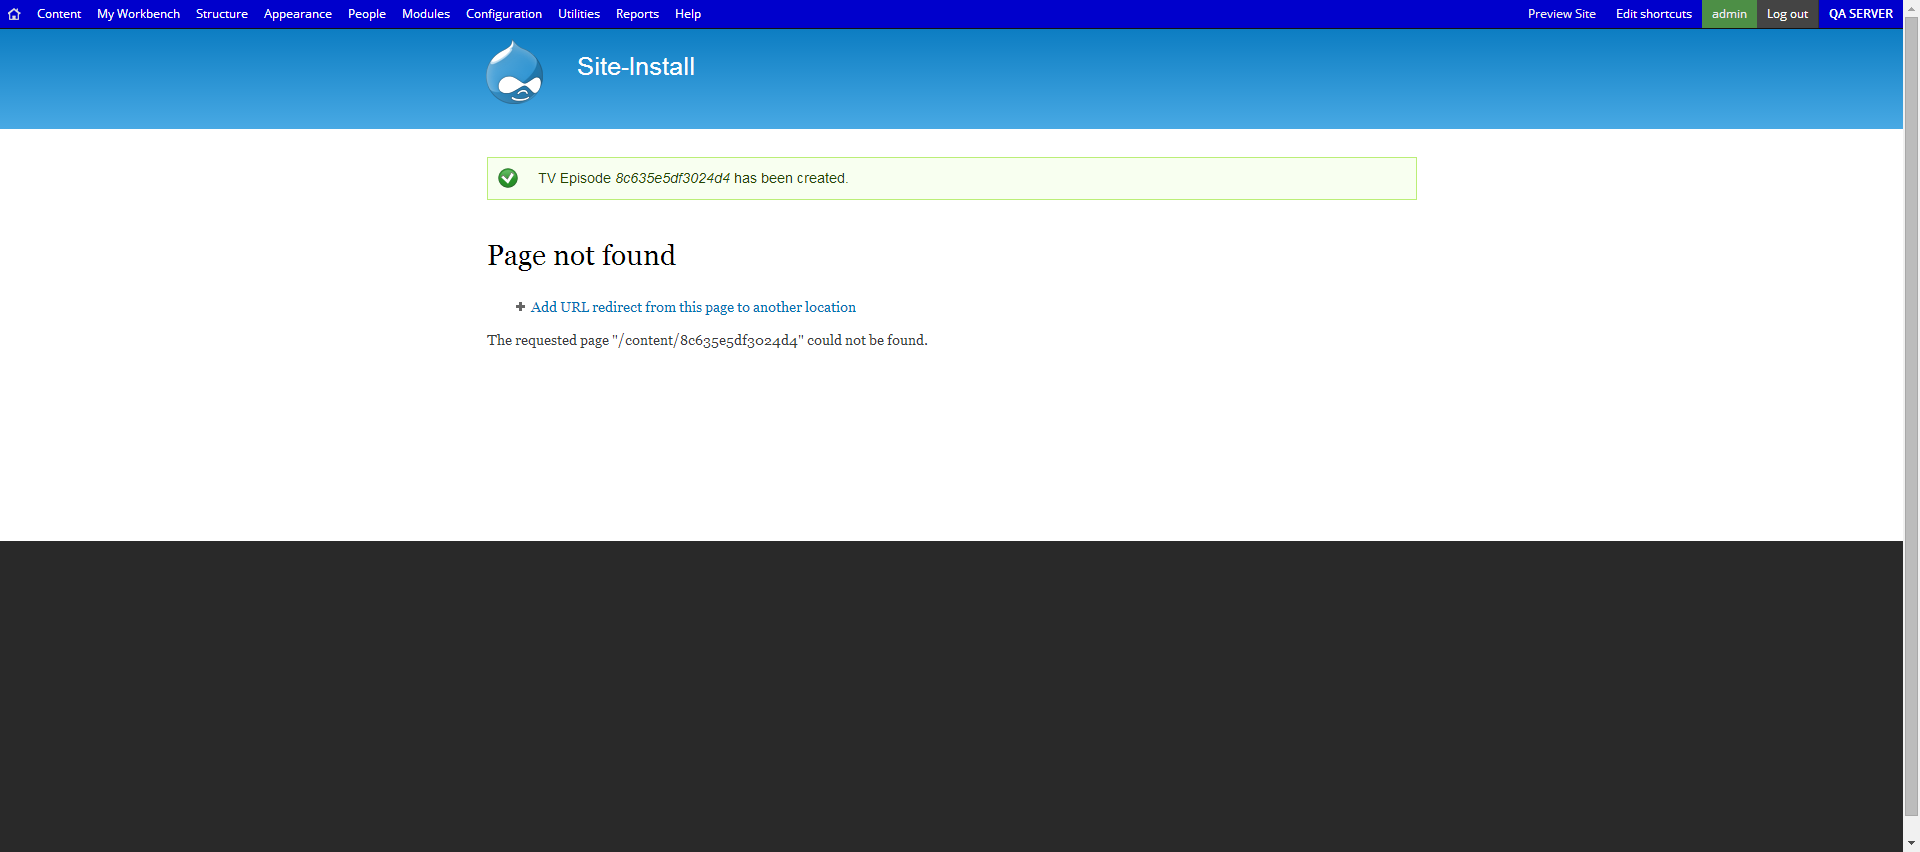 Content My Workbench Structure Appearance People Modules Configuration Utilities Reports Help Preview Site Edit shortcuts admin Log out QA SERVER
Site-Install
TV Episode 8c635e5df3024d4 has been created.
Page not found
Add URL redirect from this page to another location
The requested page "/content/8c635e5df3024d4" could not be found.